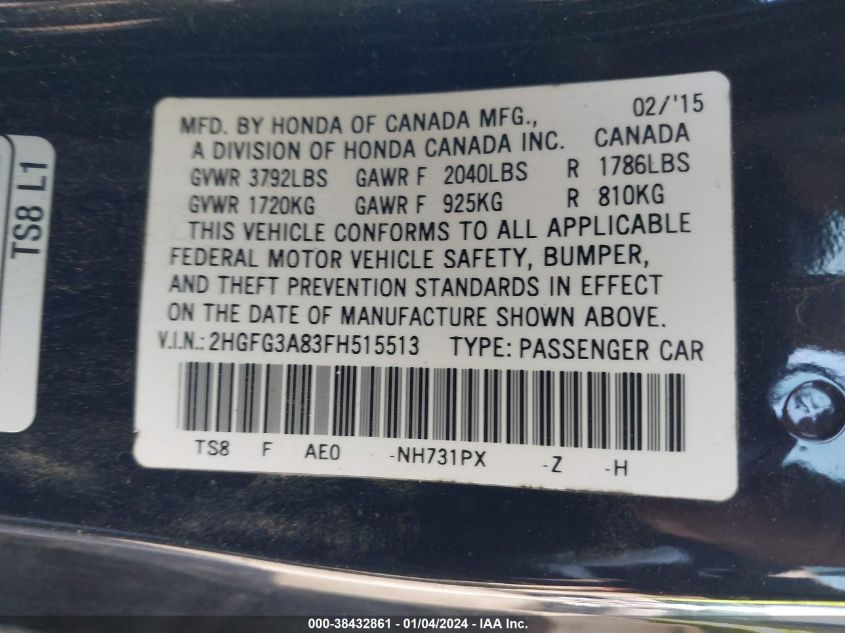 02/'15
MFD. BY HONDA OF CANADA MFG.,
A DIVISION OF HONDA CANADA INC. CANADA
GVWR 3792LBS GAWR F 2040LBS R 1786LBS
GVWR 1720KG GAWR F 925KG R 810KG
THIS VEHICLE CONFORMS TO ALL APPLICABLE
FEDERAL MOTOR VEHICLE SAFETY, BUMPER,
AND THEFT PREVENTION STANDARDS IN EFFECT
ON THE DATE OF MANUFACTURE SHOWN ABOVE.
V.I.N.: 2HGFG3A83FH515513 TYPE: PASSENGER CAR
TS8 F AE0 -NH731PX -Z -H
TS8 L1
000-38432861 - 01/04/2024 - IAA Inc.